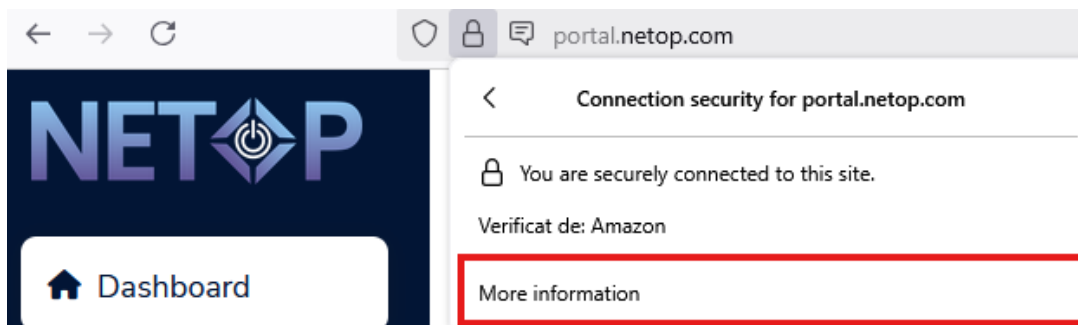 portal.netop.com
NETOP
Connection security for portal.netop.com
You are securely connected to this site.
Verificat de: Amazon
Dashboard
More information